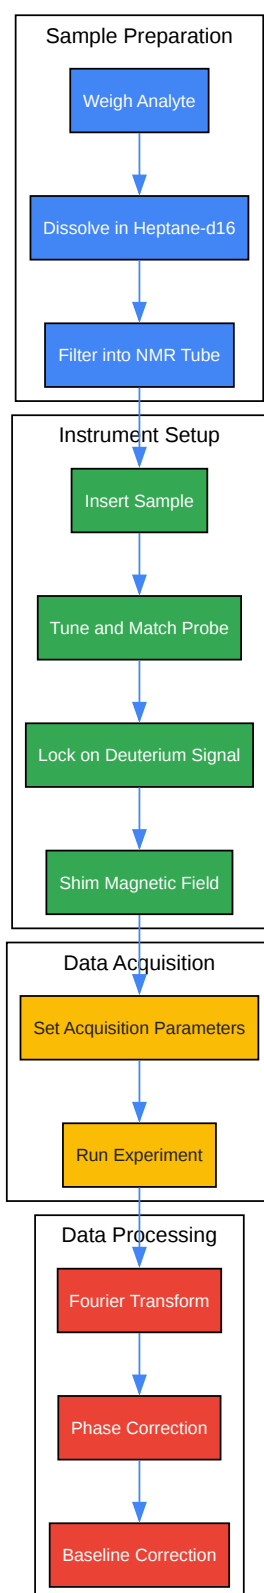 Sample Preparation
Weigh Analyte
Dissolve in Heptane-d16
Filter into NMR Tube
Instrument Setup
Insert Sample
Tune and Match Probe
Lock on Deuterium Signal
Shim Magnetic Field
Data Acquisition
Set Acquisition Parameters
Run Experiment
Data Processing
Fourier Transform
Phase Correction
Baseline Correction